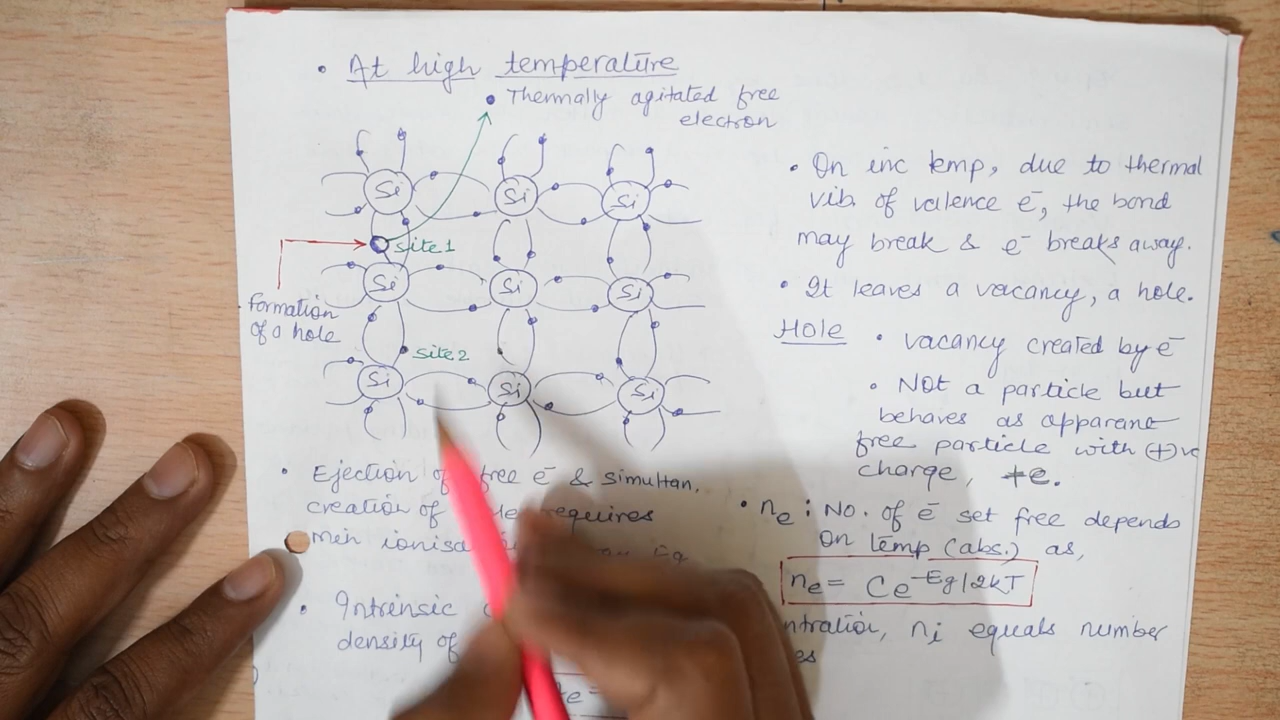 • At high temperature
• Thermally agitated free
electron
Si Si Si
Site 1
Si Si Si
Formation
of a hole
Site 2
Si Si Si
• On inc temp, due to thermal
vib. of valence e̅, the bond
may break & e⁻ breaks away.
• It leaves a vacancy, a hole.
Hole • vacancy created by e̅
• Not a particle but
behaves as apparent
free particle with (+)ve
charge, +e.
• Ejection of free e̅ & simultan.
creation of requires
min
• Intrinsic
density of
• ne : No. of e̅ set free depends
on temp (abs.) as,
ne = Ce^-Eg/2kT
ni equals number